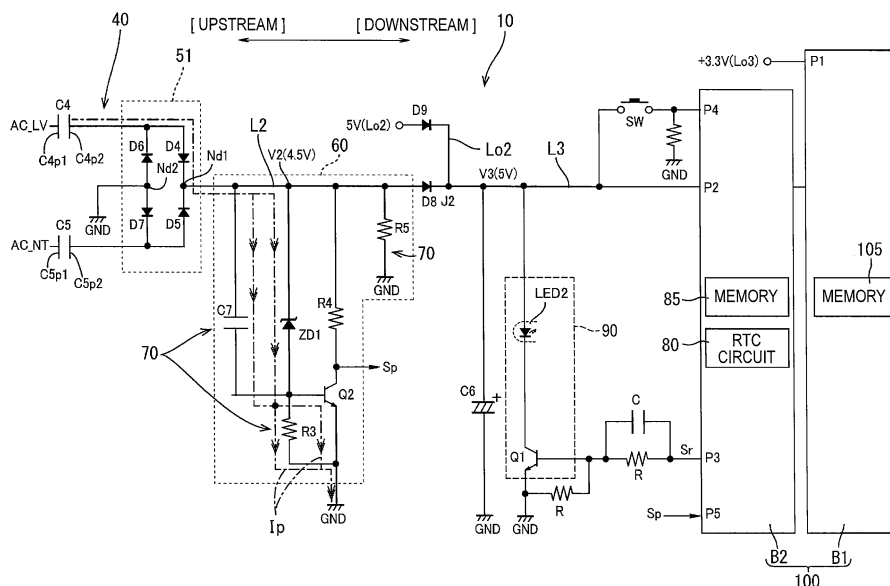 [ UPSTREAM ]
[ DOWNSTREAM ]
40
10
51
+3.3V(Lo3)
P1
C4
AC_LV
C4p1
C4p2
D6
D4
Nd1
Nd2
L2
V2(4.5V)
60
5V(Lo2)
D9
Lo2
L3
SW
P4
GND
P2
D8
J2
V3(5V)
GND
D7
D5
C5
AC_NT
C5p1
C5p2
R5
70
GND
C7
R4
ZD1
70
Sp
Q2
R3
Ip
GND
LED2
90
C6
+
GND
Q1
R
GND
C
R
Sr
P3
Sp
P5
85
MEMORY
80
RTC
CIRCUIT
105
MEMORY
B2
B1
100